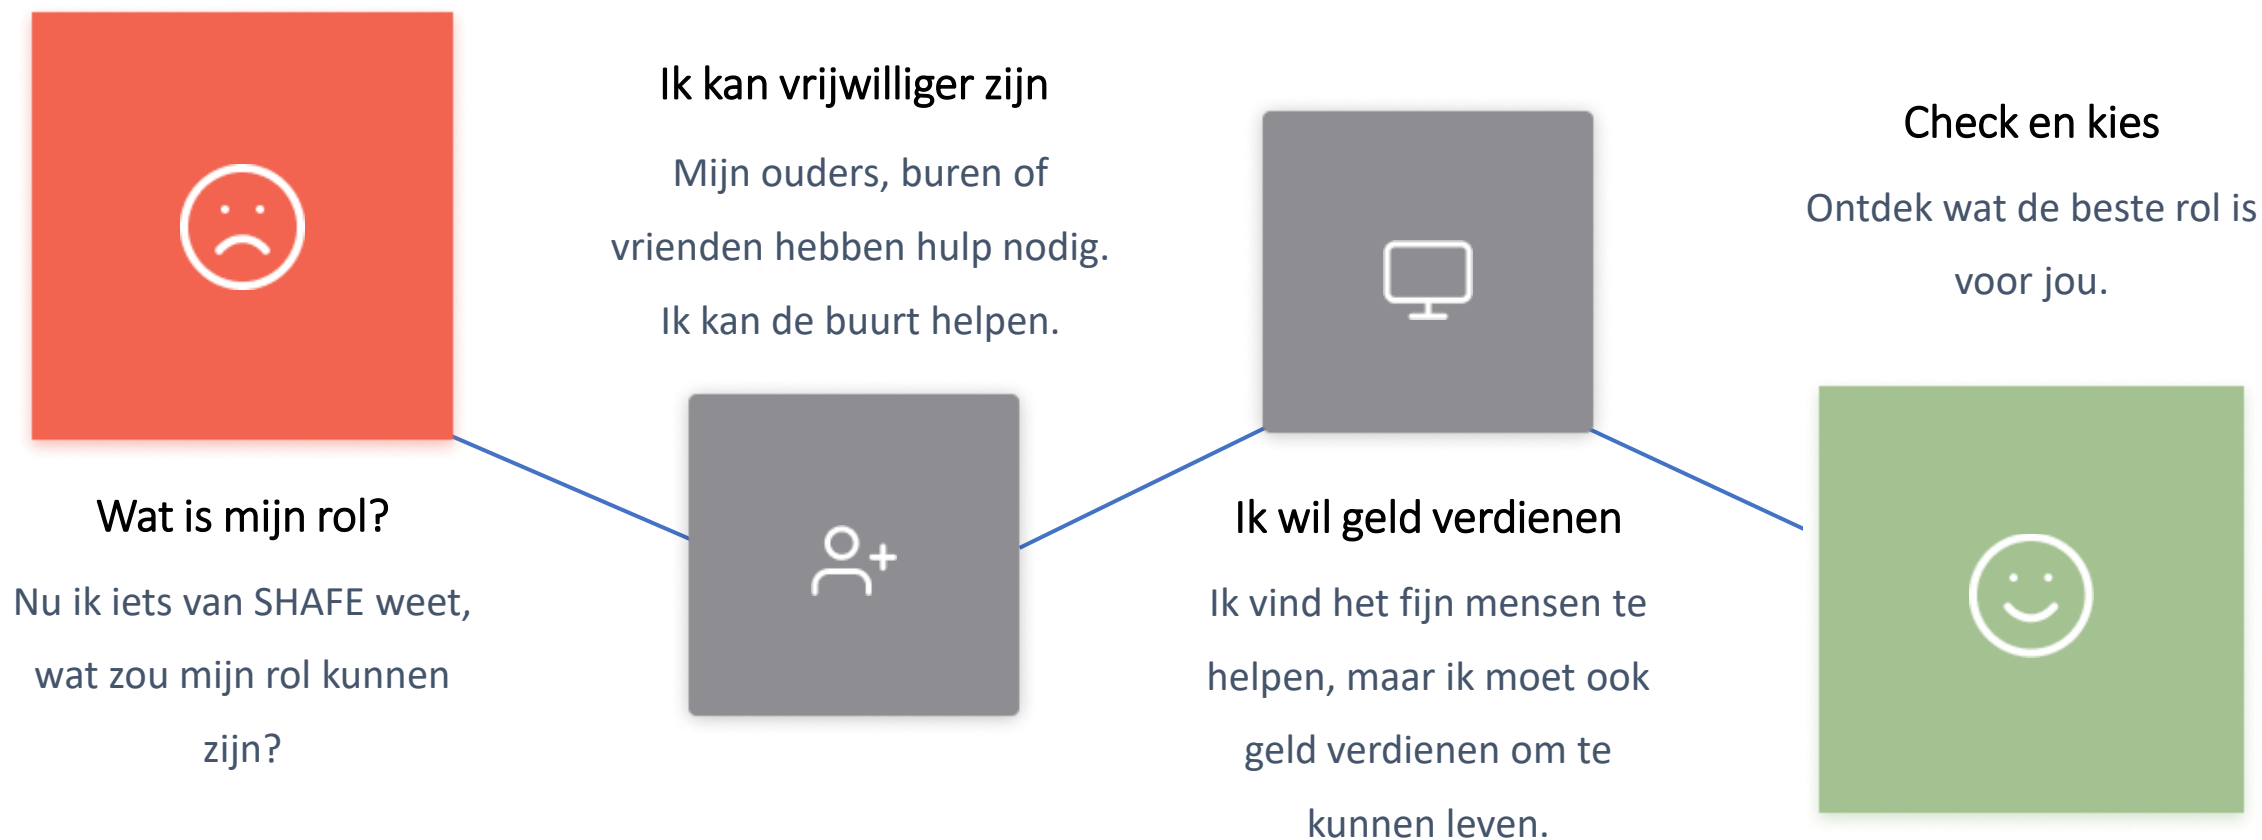 Wat is mijn rol?
Nu ik iets van SHAFE weet,
wat zou mijn rol kunnen
zijn?
Ik kan vrijwilliger zijn
Mijn ouders, buren of
vrienden hebben hulp nodig.
Ik kan de buurt helpen.
Ik wil geld verdienen
Ik vind het fijn mensen te
helpen, maar ik moet ook
geld verdienen om te
kunnen leven.
Check en kies
Ontdek wat de beste rol is
voor jou.